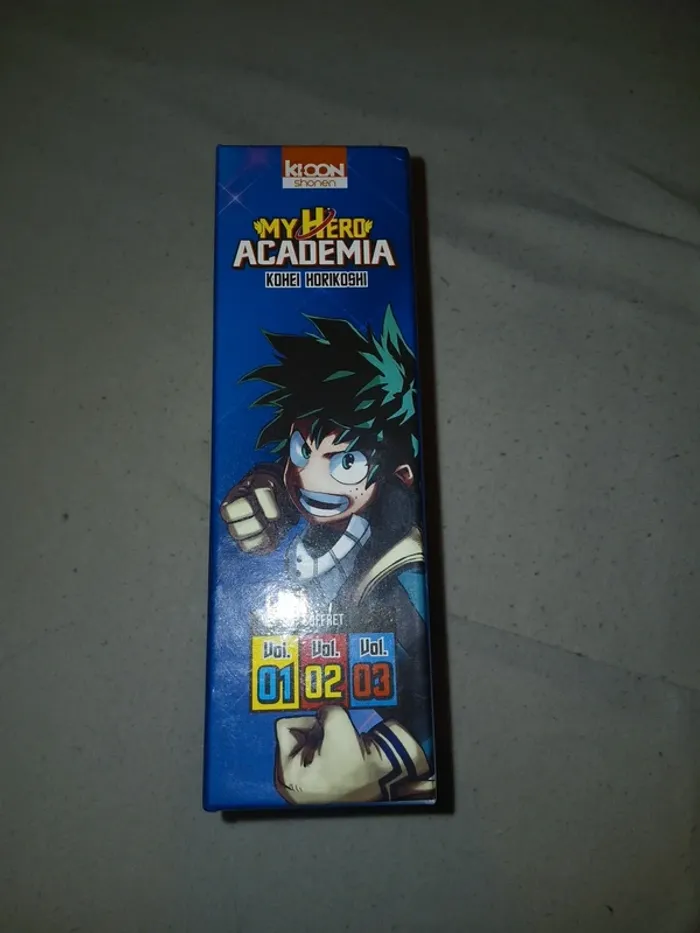 KI-OON
shonen
MY HERO
ACADEMIA
KOHEI HORIKOSHI
COFFRET
Vol. Vol. Vol.
01 02 03